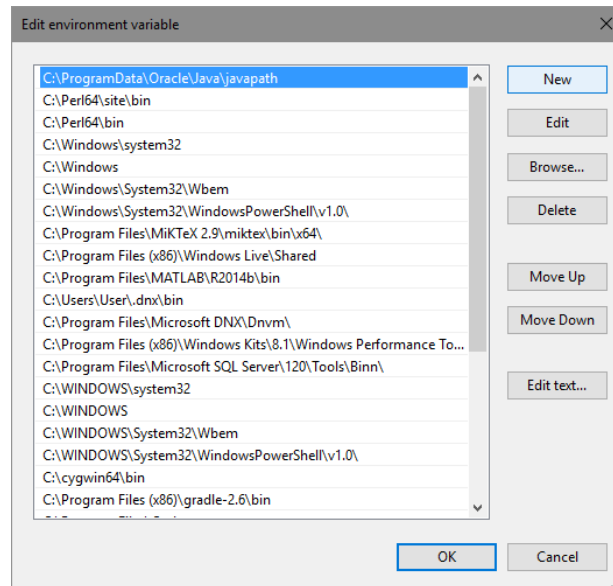 Edit environment variable
C:\ProgramData\Oracle\Java\javapath
C:\Perl64\site\bin
C:\Perl64\bin
C:\Windows\system32
C:\Windows
C:\Windows\System32\Wbem
C:\Windows\System32\WindowsPowerShell\v1.0\
C:\Program Files\MiKTeX 2.9\miktex\bin\x64\
C:\Program Files (x86)\Windows Live\Shared
C:\Program Files\MATLAB\R2014b\bin
C:\Users\User\.dnx\bin
C:\Program Files\Microsoft DNX\Dnvm\
C:\Program Files (x86)\Windows Kits\8.1\Windows Performance To...
C:\Program Files\Microsoft SQL Server\120\Tools\Binn\
C:\WINDOWS\system32
C:\WINDOWS
C:\WINDOWS\System32\Wbem
C:\WINDOWS\System32\WindowsPowerShell\v1.0\
C:\cygwin64\bin
C:\Program Files (x86)\gradle-2.6\bin
New
Edit
Browse...
Delete
Move Up
Move Down
Edit text...
OK
Cancel